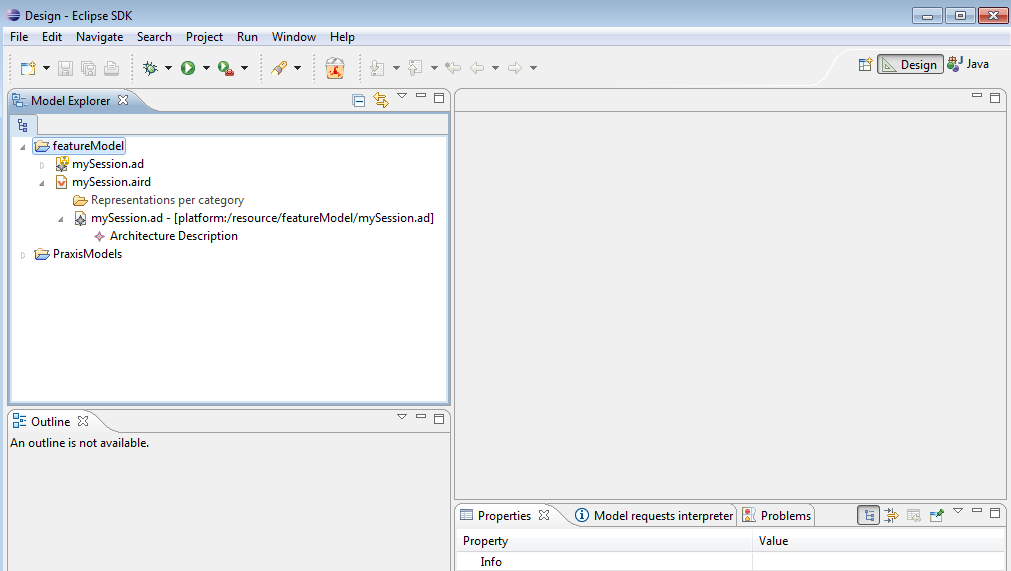 Design - Eclipse SDK
File Edit Navigate Search Project Run Window Help
Design Java
Model Explorer
featureModel
mySession.ad
mySession.aird
Representations per category
mySession.ad - [platform:/resource/featureModel/mySession.ad]
Architecture Description
PraxisModels
Outline
An outline is not available.
Properties Model requests interpreter Problems
Property Value
Info